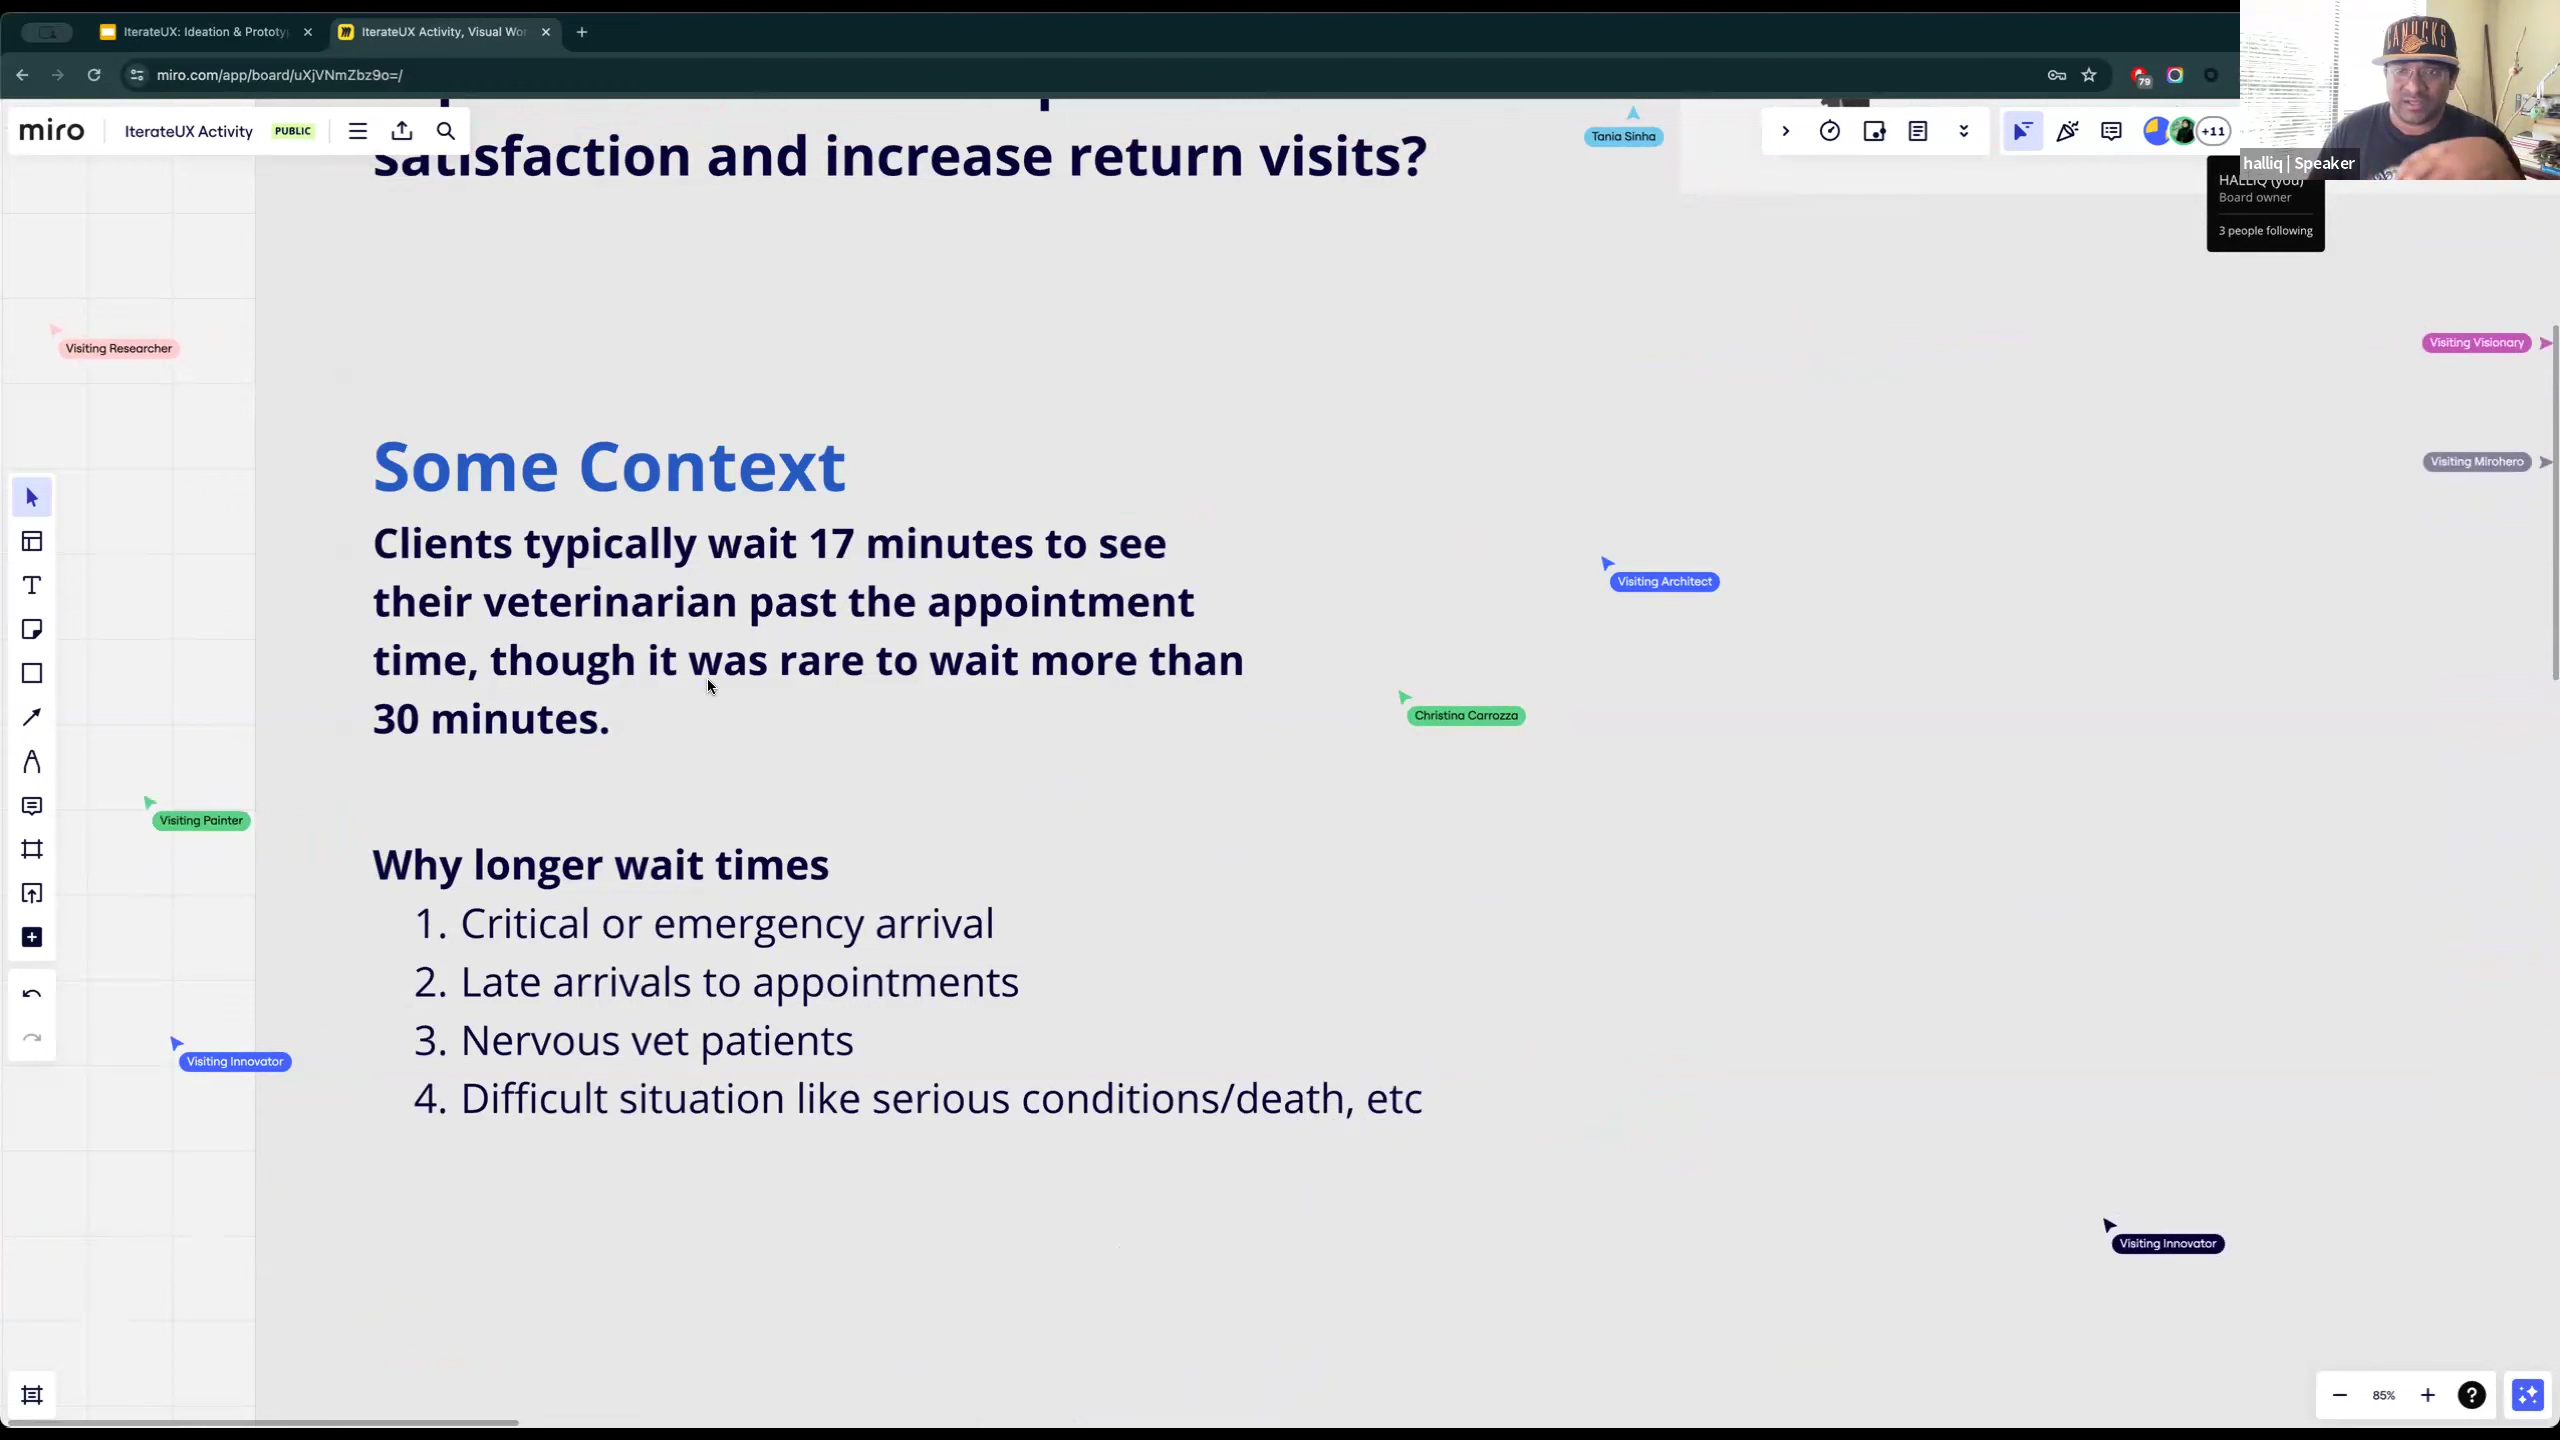 IterateUX: Ideation & Prototy
IterateUX Activity, Visual Wor
miro.com/app/board/uXjVNmZbz9o=/
79
miro
IterateUX Activity
PUBLIC
satisfaction and increase return visits?
Tania Sinha
+11
halliq | Speaker
HALLIQ (you)
Board owner
3 people following
CANUCKS
Visiting Researcher
Visiting Visionary
Visiting Mirohero
Some Context
Clients typically wait 17 minutes to see
their veterinarian past the appointment
time, though it was rare to wait more than
30 minutes.
Visiting Architect
Christina Carrozza
Visiting Painter
Why longer wait times
1. Critical or emergency arrival
2. Late arrivals to appointments
3. Nervous vet patients
4. Difficult situation like serious conditions/death, etc
Visiting Innovator
Visiting Innovator
85%